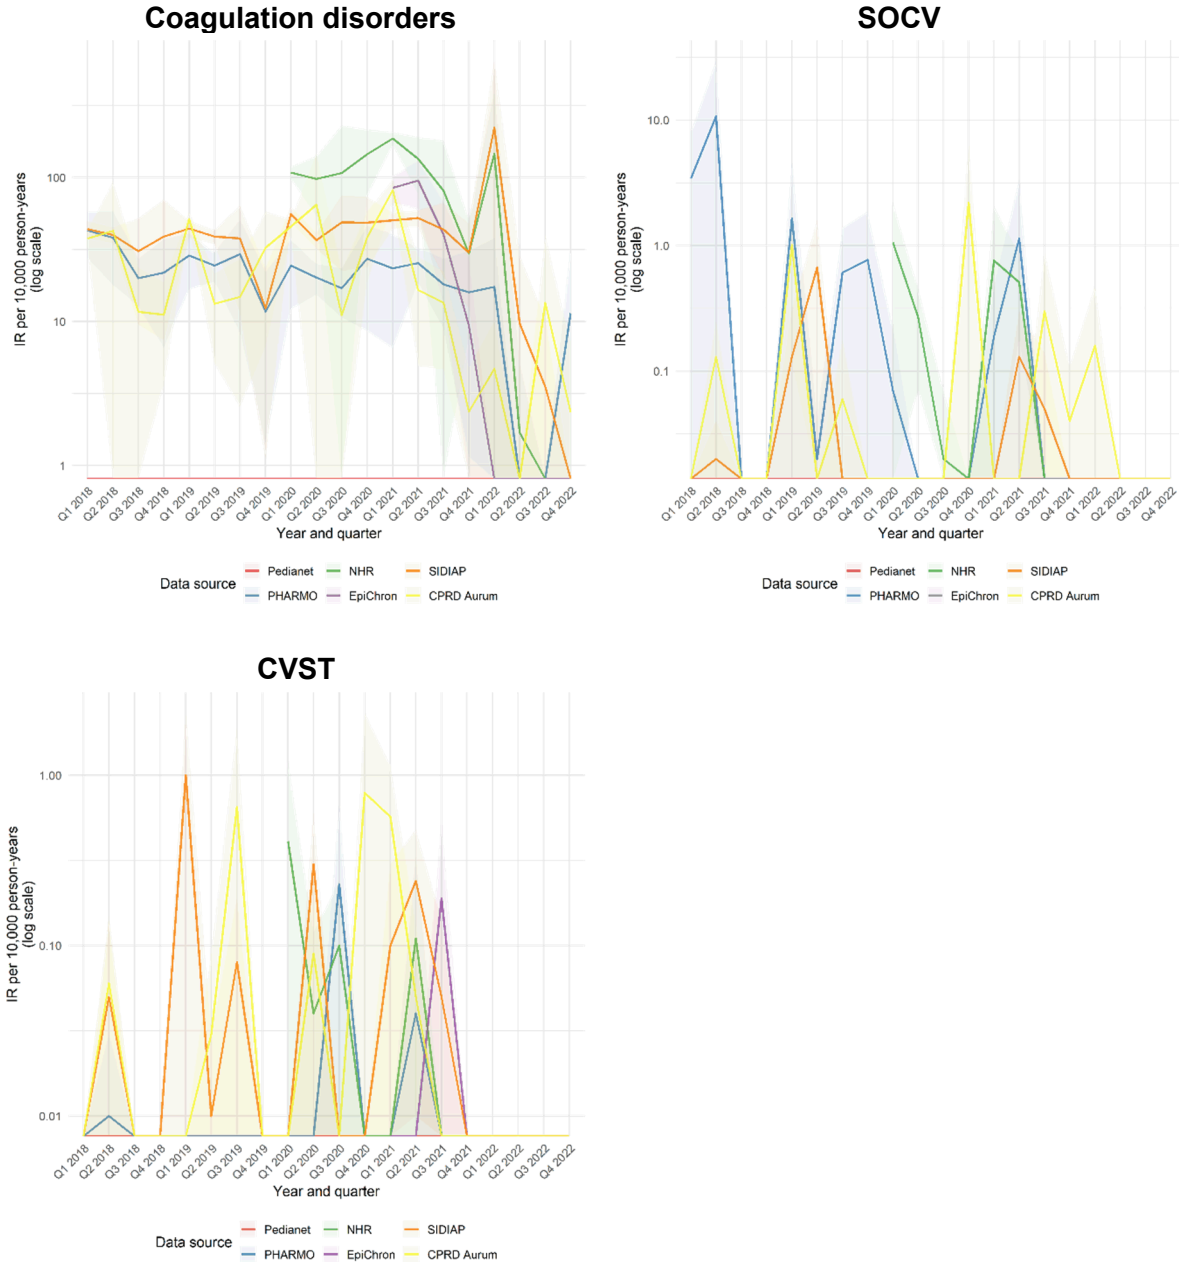 Coagulation disorders
IR per 10,000 person-years
(log scale)
100
10
1
Q1 2018
Q2 2018
Q3 2018
Q4 2018
Q1 2019
Q2 2019
Q3 2019
Q4 2019
Q1 2020
Q2 2020
Q3 2020
Q4 2020
Q1 2021
Q2 2021
Q3 2021
Q4 2021
Q1 2022
Q2 2022
Q3 2022
Q4 2022
Year and quarter
Data source
Pedianet NHR SIDIAP
PHARMO EpiChron CPRD Aurum
SOCV
IR per 10,000 person-years
(log scale)
10.0
1.0
0.1
Q1 2018
Q2 2018
Q3 2018
Q4 2018
Q1 2019
Q2 2019
Q3 2019
Q4 2019
Q1 2020
Q2 2020
Q3 2020
Q4 2020
Q1 2021
Q2 2021
Q3 2021
Q4 2021
Q1 2022
Q2 2022
Q3 2022
Q4 2022
Year and quarter
Data source
Pedianet NHR SIDIAP
PHARMO EpiChron CPRD Aurum
CVST
IR per 10,000 person-years
(log scale)
1.00
0.10
0.01
Q1 2018
Q2 2018
Q3 2018
Q4 2018
Q1 2019
Q2 2019
Q3 2019
Q4 2019
Q1 2020
Q2 2020
Q3 2020
Q4 2020
Q1 2021
Q2 2021
Q3 2021
Q4 2021
Q1 2022
Q2 2022
Q3 2022
Q4 2022
Year and quarter
Data source
Pedianet NHR SIDIAP
PHARMO EpiChron CPRD Aurum